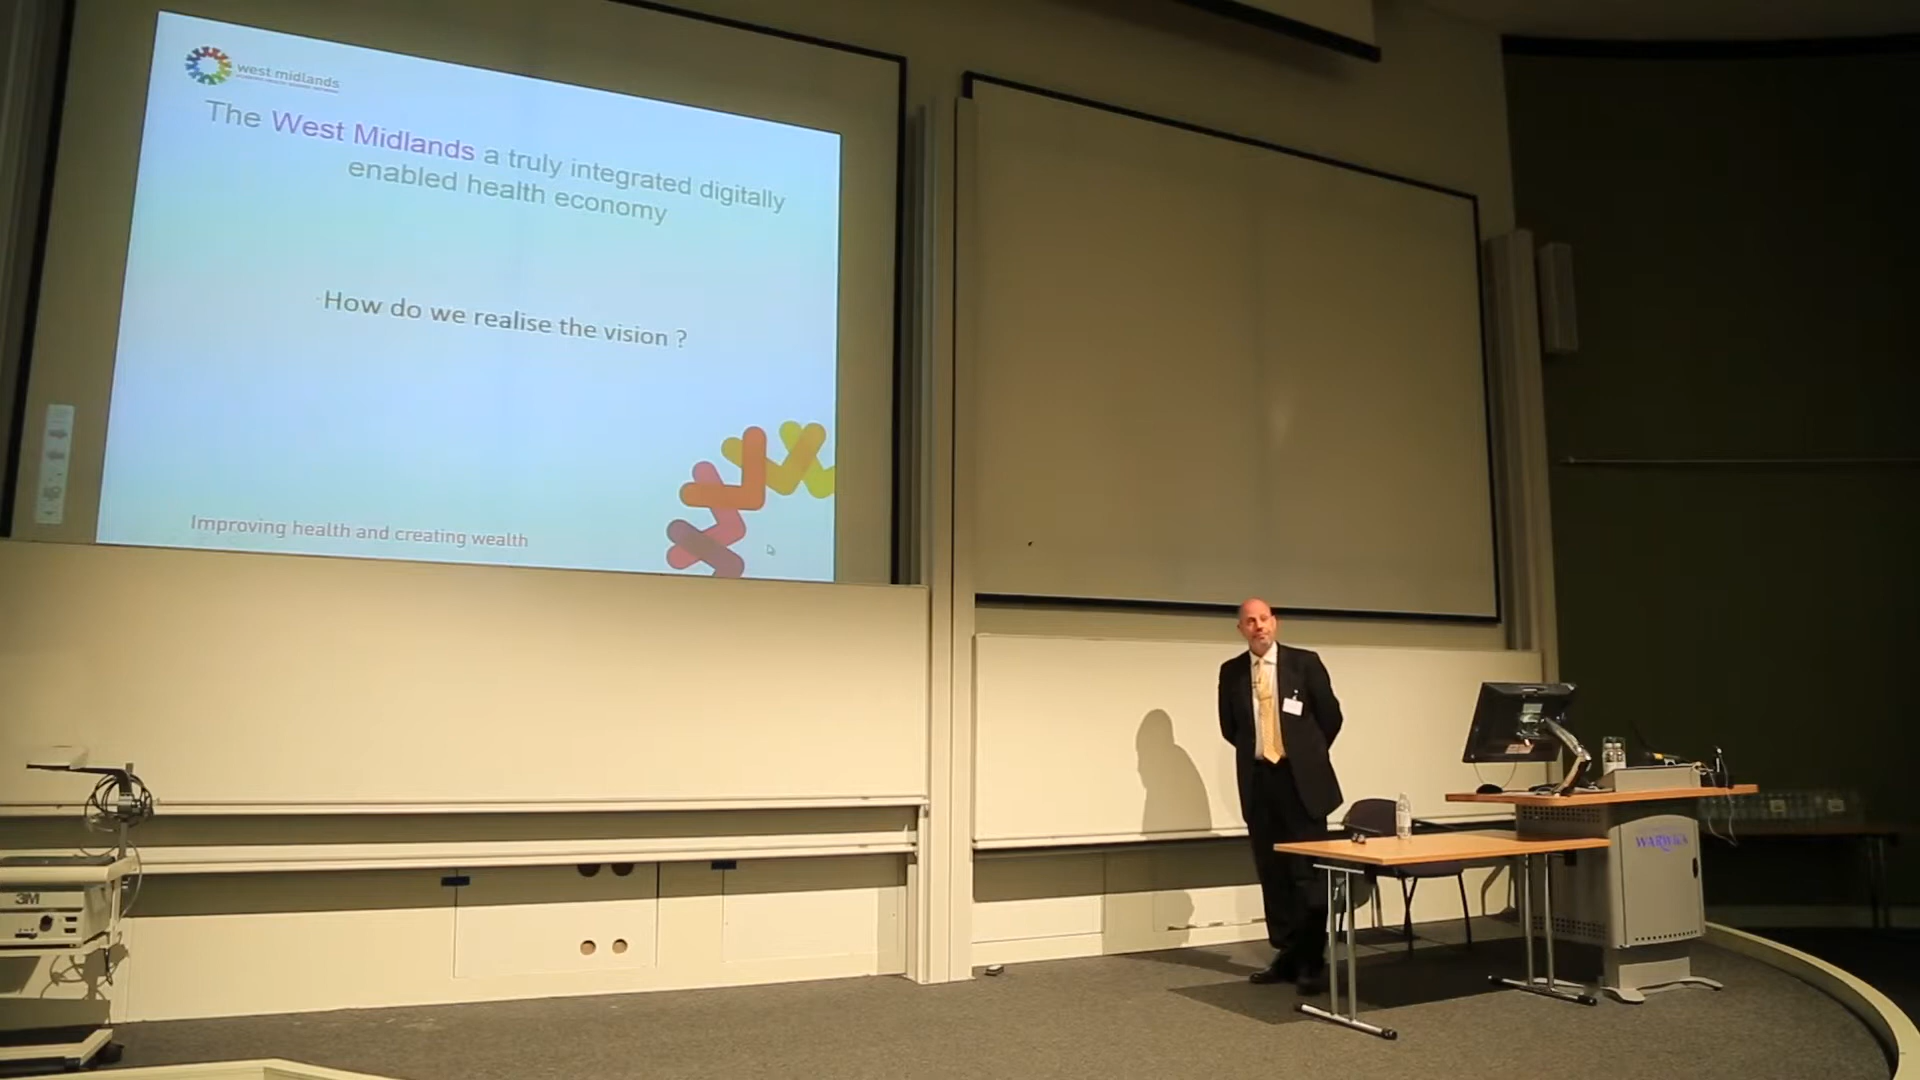 west midlands
The West Midlands a truly integrated digitally
enabled health economy
How do we realise the vision ?
Improving health and creating wealth
3M
WARWICK